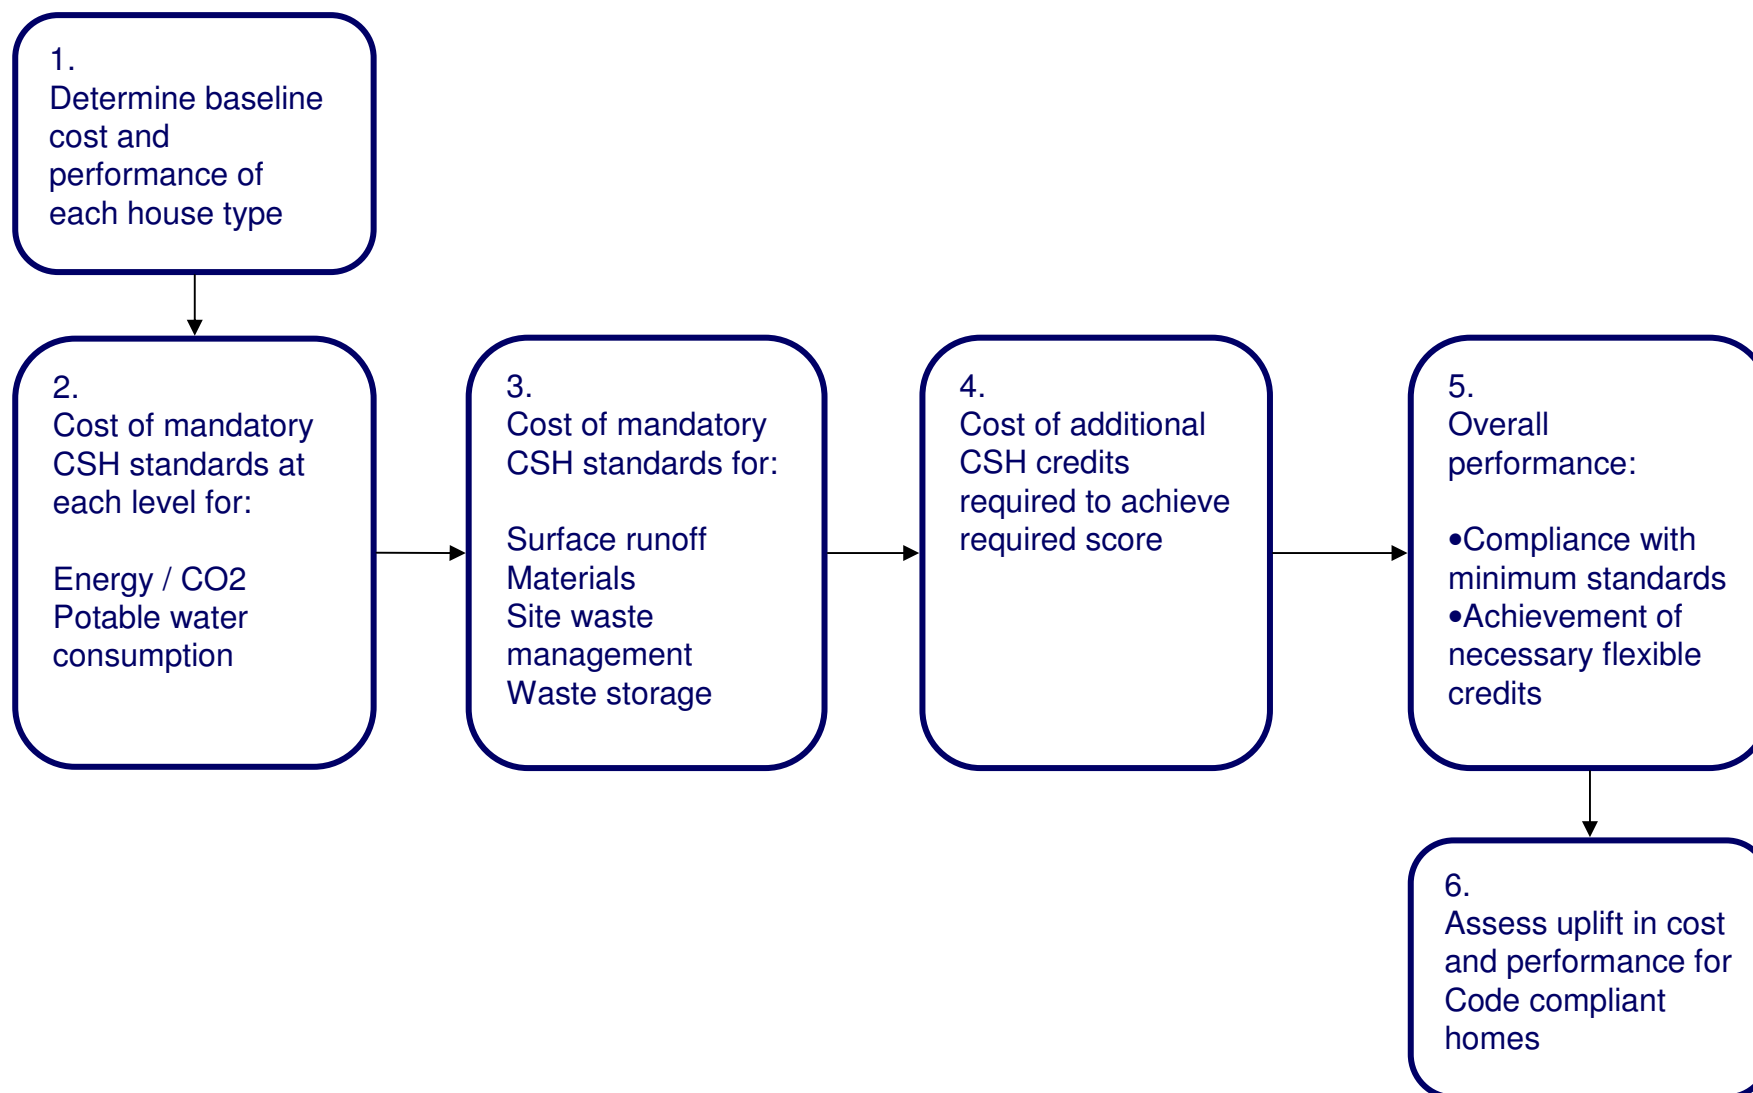 1.
Determine baseline
cost and
performance of
each house type
2.
Cost of mandatory
CSH standards at
each level for:
Energy / CO2
Potable water
consumption
3.
Cost of mandatory
CSH standards for:
Surface runoff
Materials
Site waste
management
Waste storage
4.
Cost of additional
CSH credits
required to achieve
required score
5.
Overall
performance:
•Compliance with
minimum standards
•Achievement of
necessary flexible
credits
6.
Assess uplift in cost
and performance for
Code compliant
homes